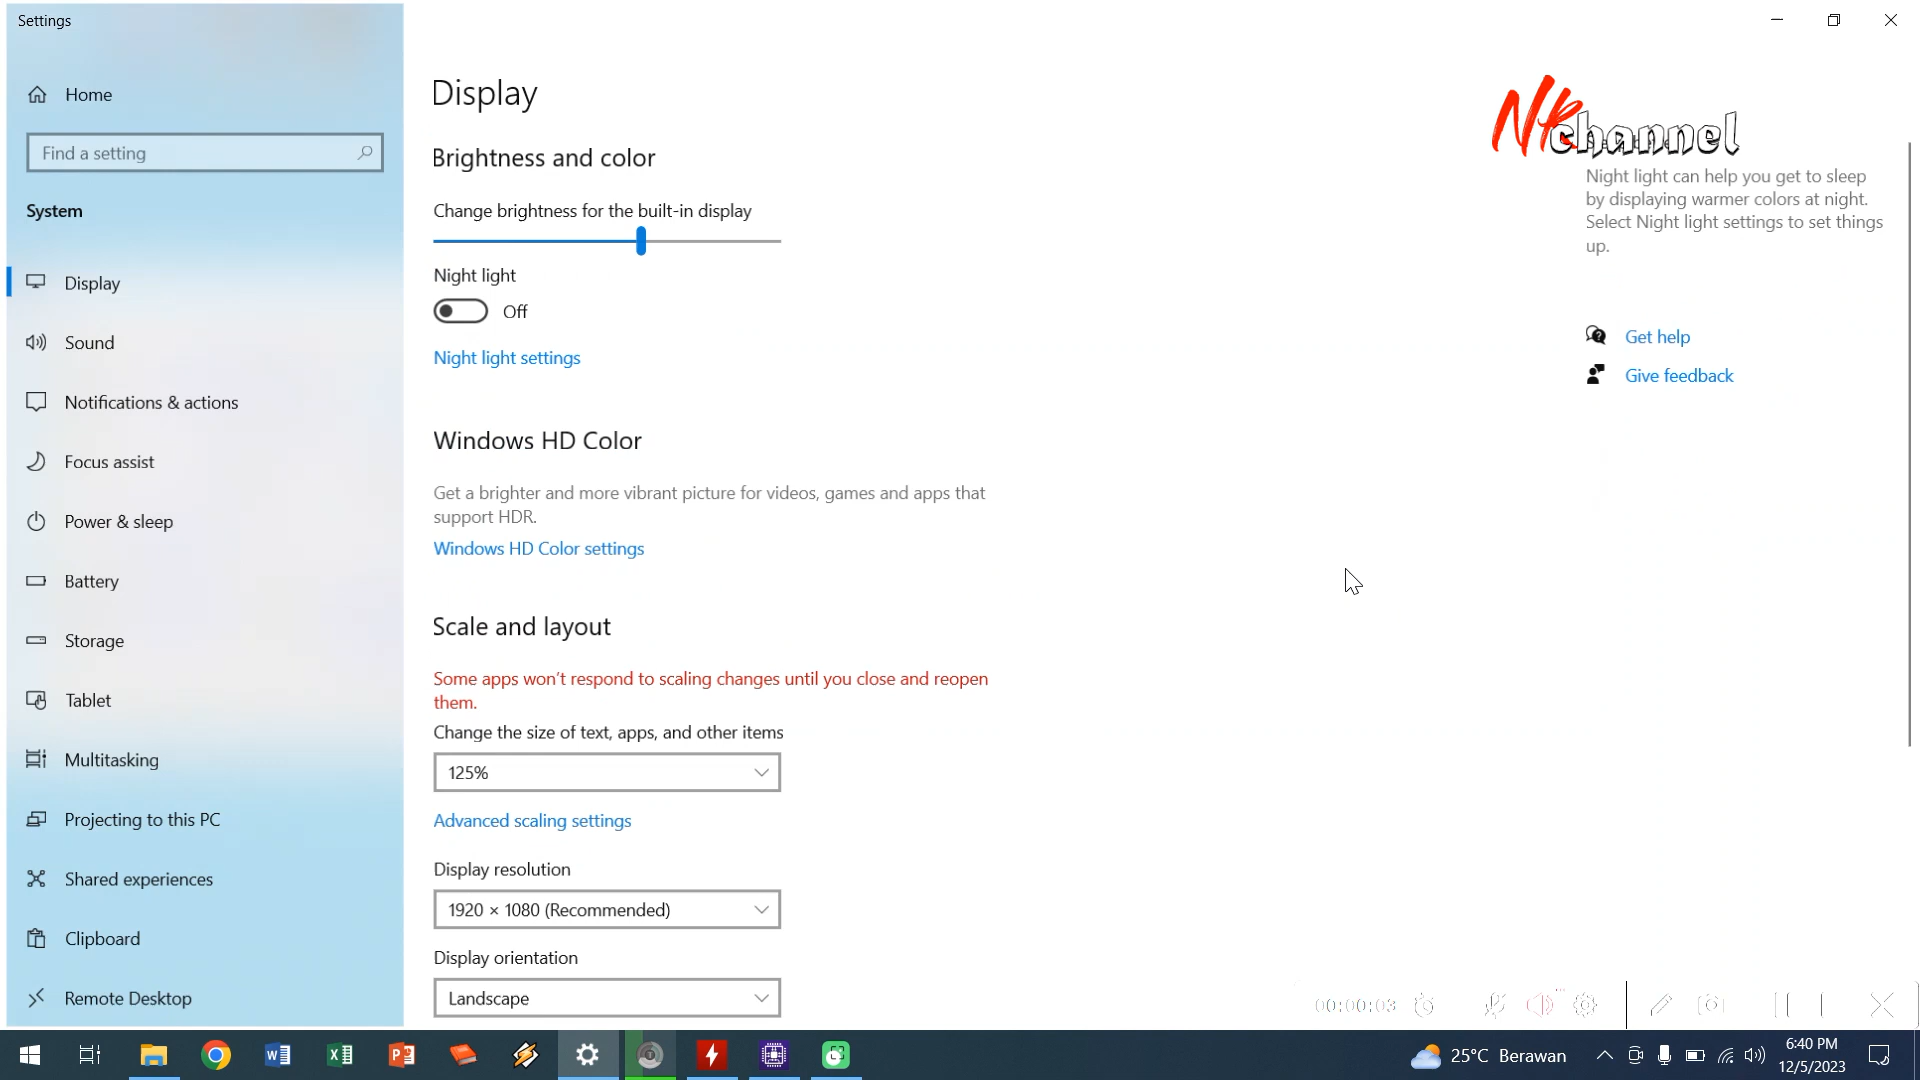 Settings
Home
Find a setting
System
Display
Sound
Notifications & actions
Focus assist
Power & sleep
Battery
Storage
Tablet
Multitasking
Projecting to this PC
Shared experiences
Clipboard
Remote Desktop
Display
Brightness and color
Change brightness for the built-in display
Night light
Off
Night light settings
Windows HD Color
Get a brighter and more vibrant picture for videos, games and apps that
support HDR.
Windows HD Color settings
Scale and layout
Some apps won't respond to scaling changes until you close and reopen
them.
Change the size of text, apps, and other items
125%
Advanced scaling settings
Display resolution
1920 × 1080 (Recommended)
Display orientation
Landscape
channel
Night light can help you get to sleep
by displaying warmer colors at night.
Select Night light settings to set things
up.
Get help
Give feedback
00:00:03
25°C Berawan
6:40 PM
12/5/2023